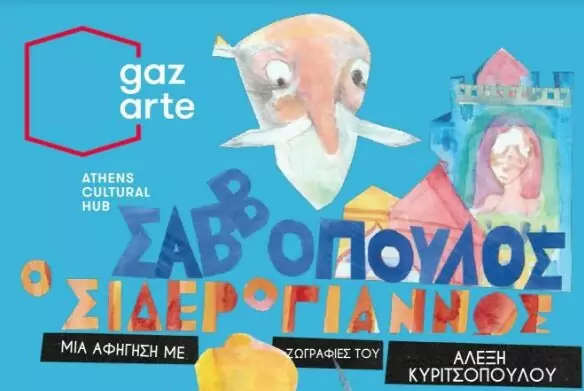 gaz
arte
ATHENS
CULTURAL
HUB
ΣΑΒΒΟΠΟΥΛΟΣ
Ο ΣΙΔΕΡΟΓΙΑΝΝΟΣ
ΜΙΑ ΑΦΗΓΗΣΗ ΜΕ ΖΩΓΡΑΦΙΕΣ ΤΟΥ ΑΛΕΞΗ
ΚΥΡΙΤΣΟΠΟΥΛΟΥ